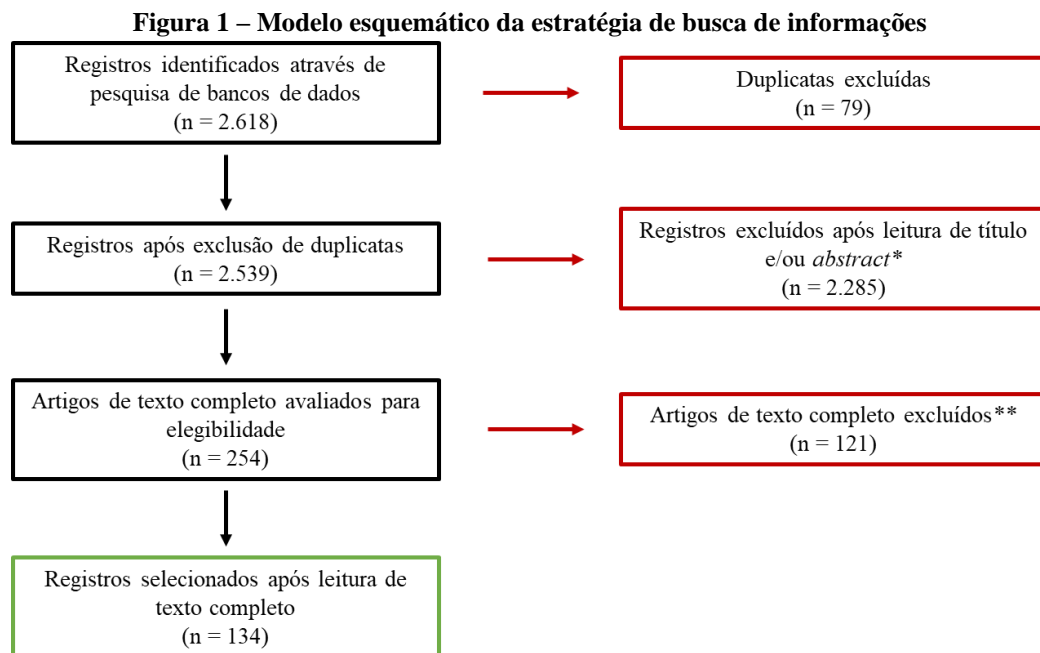 Figura 1 – Modelo esquemático da estratégia de busca de informações
Registros identificados através de
pesquisa de bancos de dados
(n = 2.618)
Duplicatas excluídas
(n = 79)
Registros após exclusão de duplicatas
(n = 2.539)
Registros excluídos após leitura de título
e/ou abstract*
(n = 2.285)
Artigos de texto completo avaliados para
elegibilidade
(n = 254)
Artigos de texto completo excluídos**
(n = 121)
Registros selecionados após leitura de
texto completo
(n = 134)